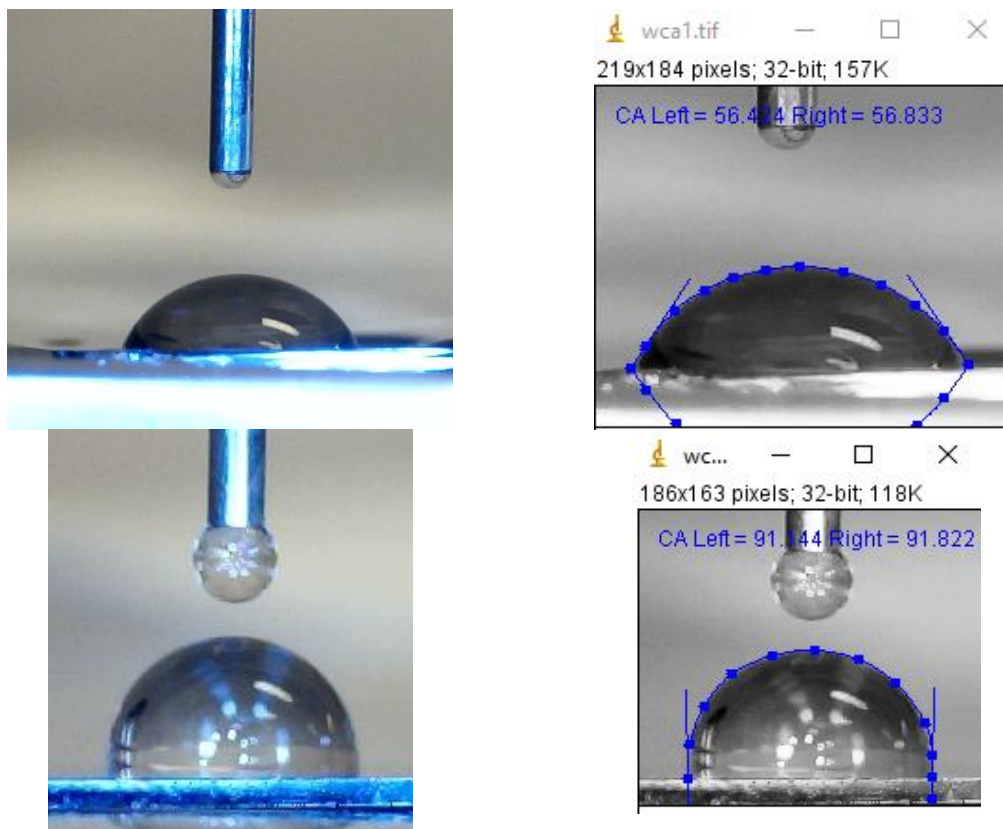 wca1.tif
219x184 pixels; 32-bit; 157K
CA Left = 56.424 Right = 56.833
wc...
186x163 pixels; 32-bit; 118K
CA Left = 91.144 Right = 91.822